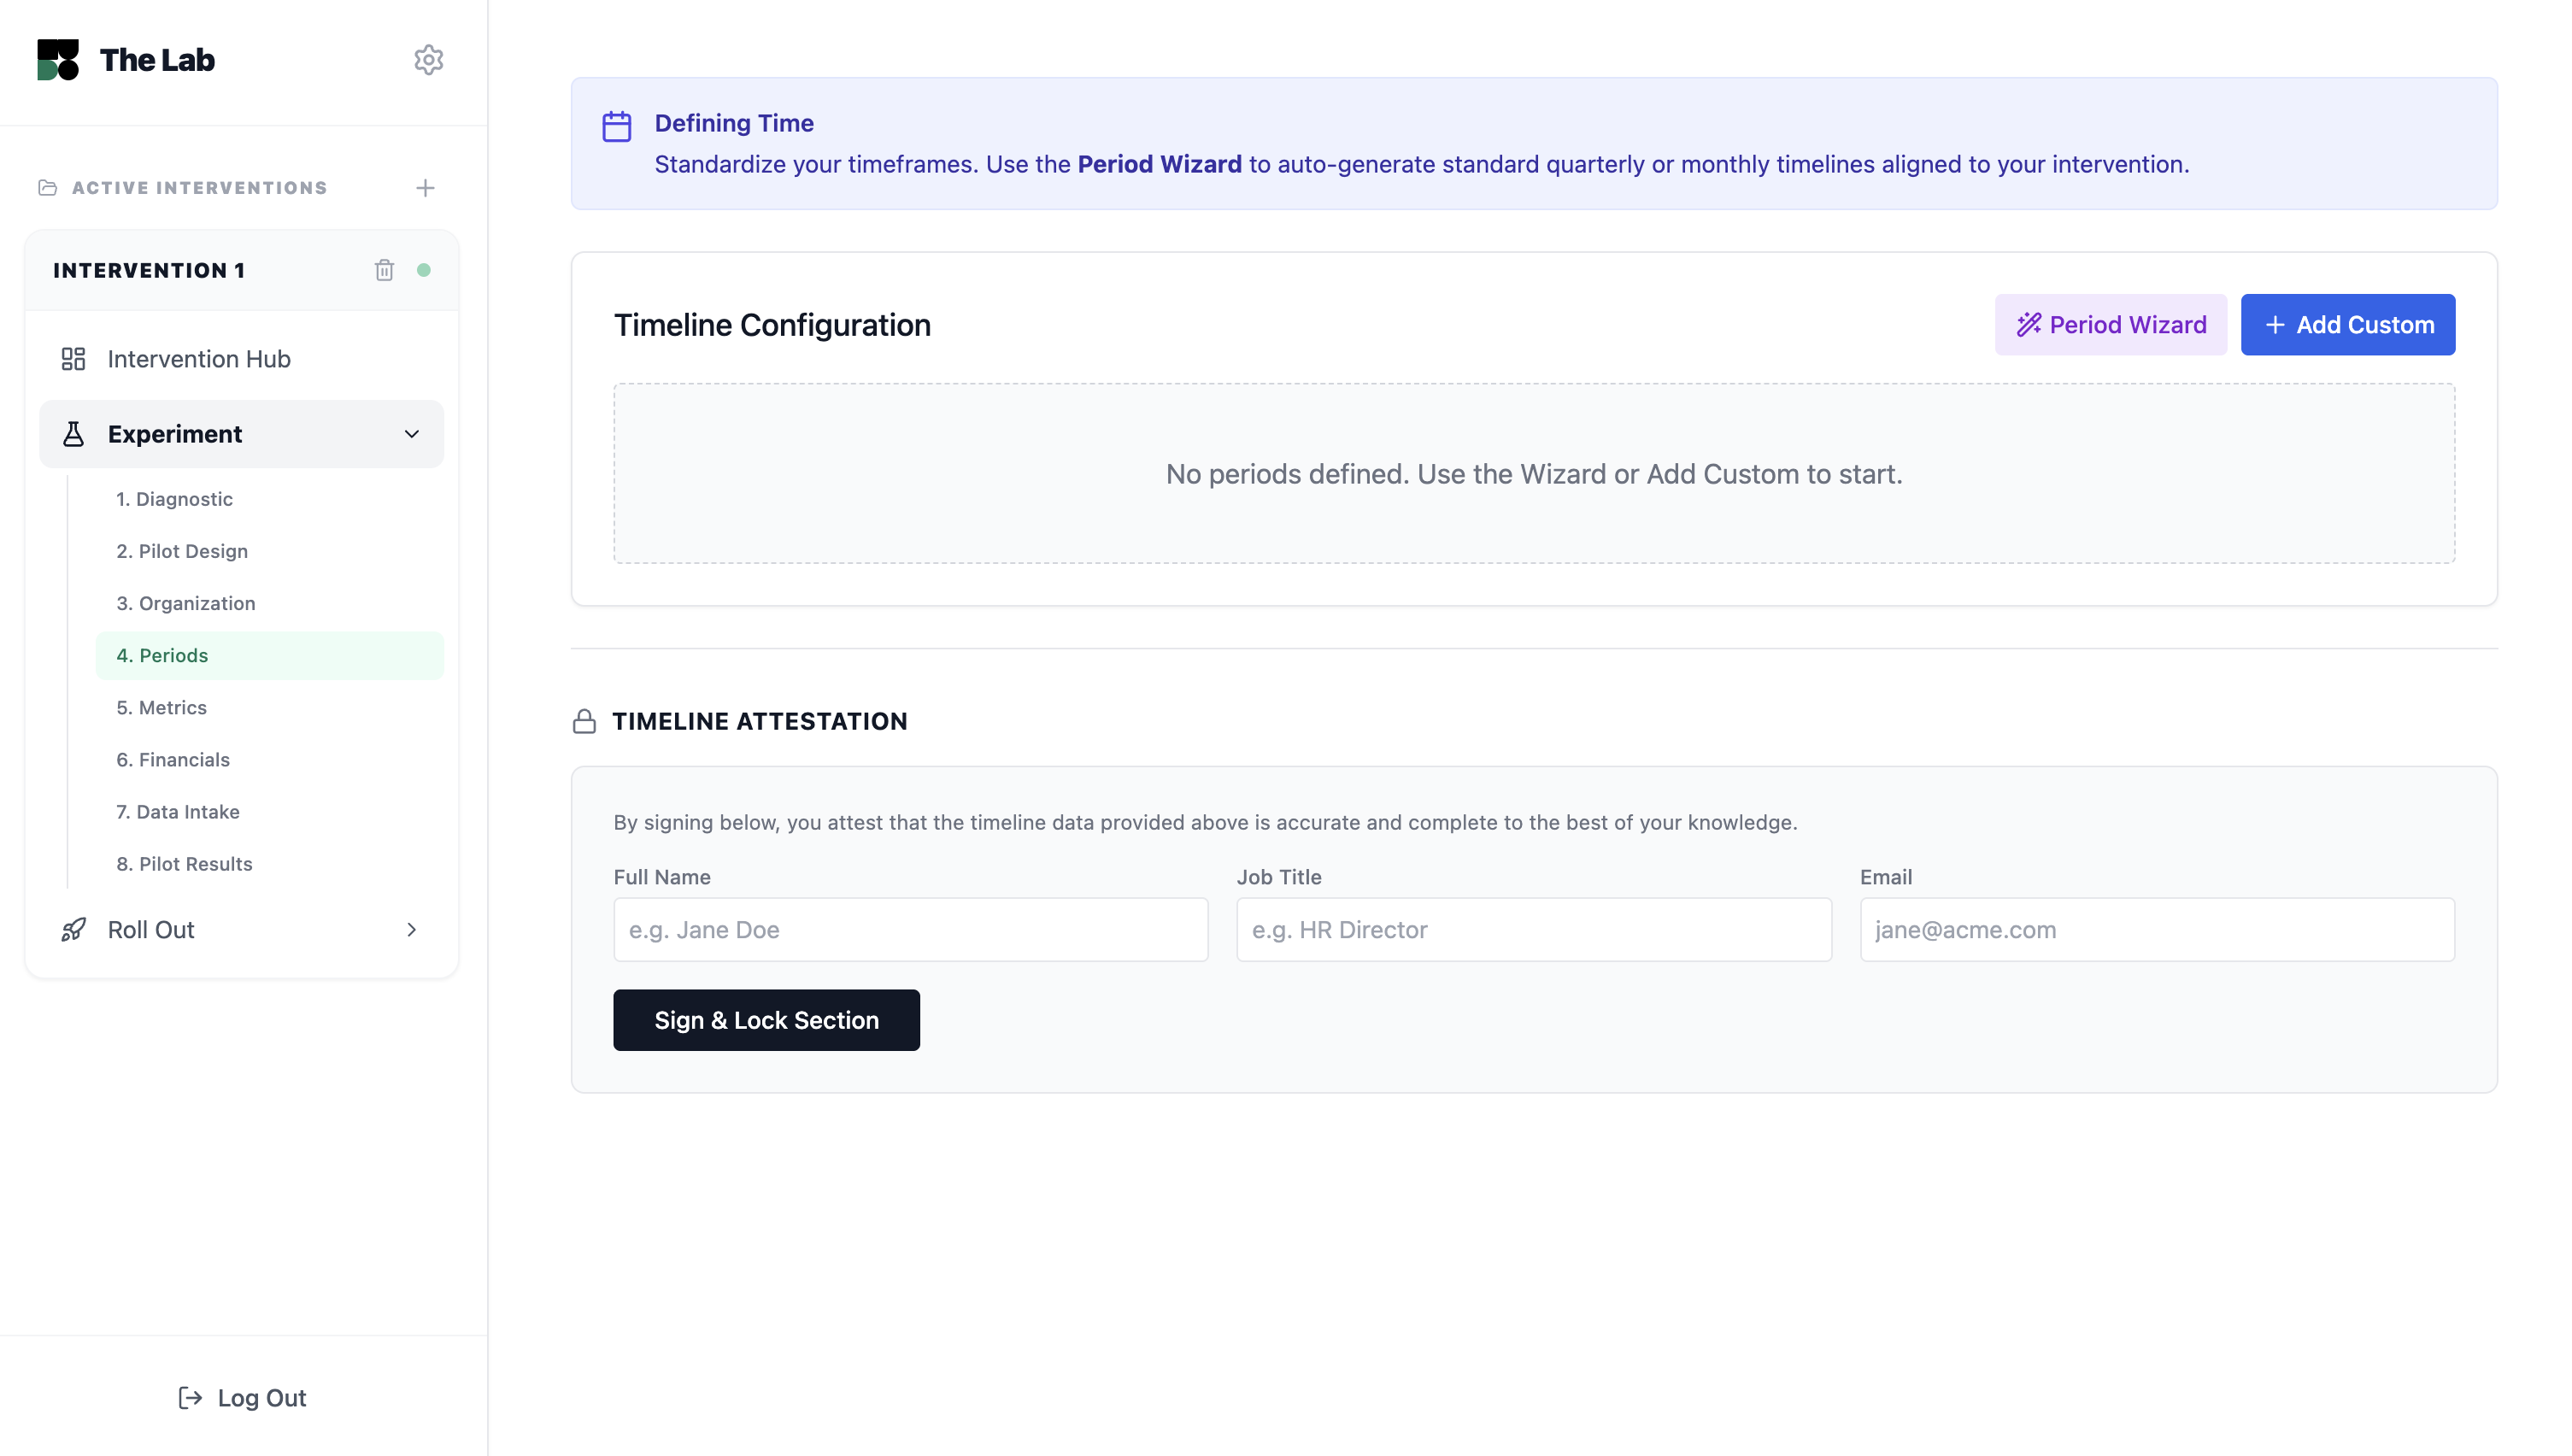 The Lab
ACTIVE INTERVENTIONS
INTERVENTION 1
Intervention Hub
Experiment
1. Diagnostic
2. Pilot Design
3. Organization
4. Periods
5. Metrics
6. Financials
7. Data Intake
8. Pilot Results
Roll Out
Log Out
Defining Time
Standardize your timeframes. Use the Period Wizard to auto-generate standard quarterly or monthly timelines aligned to your intervention.
Timeline Configuration
Period Wizard
Add Custom
No periods defined. Use the Wizard or Add Custom to start.
TIMELINE ATTESTATION
By signing below, you attest that the timeline data provided above is accurate and complete to the best of your knowledge.
Full Name
Job Title
Email
e.g. Jane Doe
e.g. HR Director
jane@acme.com
Sign & Lock Section